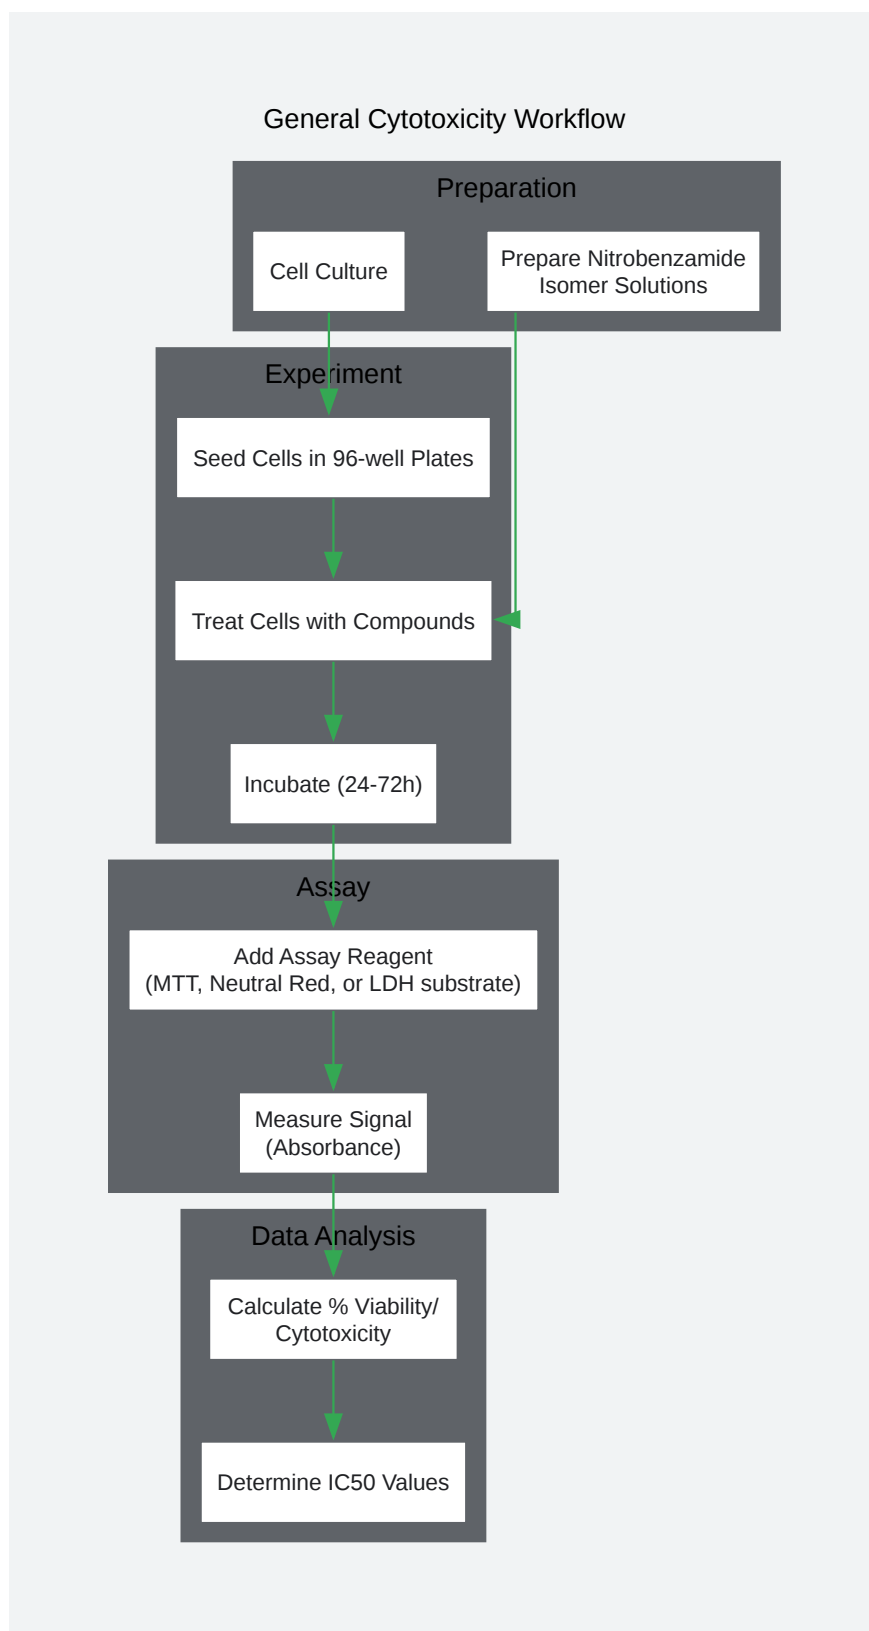 General Cytotoxicity Workflow
Preparation
Cell Culture
Prepare Nitrobenzamide
Isomer Solutions
Experiment
Seed Cells in 96-well Plates
Treat Cells with Compounds
Incubate (24-72h)
Assay
Add Assay Reagent
(MTT, Neutral Red, or LDH substrate)
Measure Signal
(Absorbance)
Data Analysis
Calculate % Viability/
Cytotoxicity
Determine IC50 Values